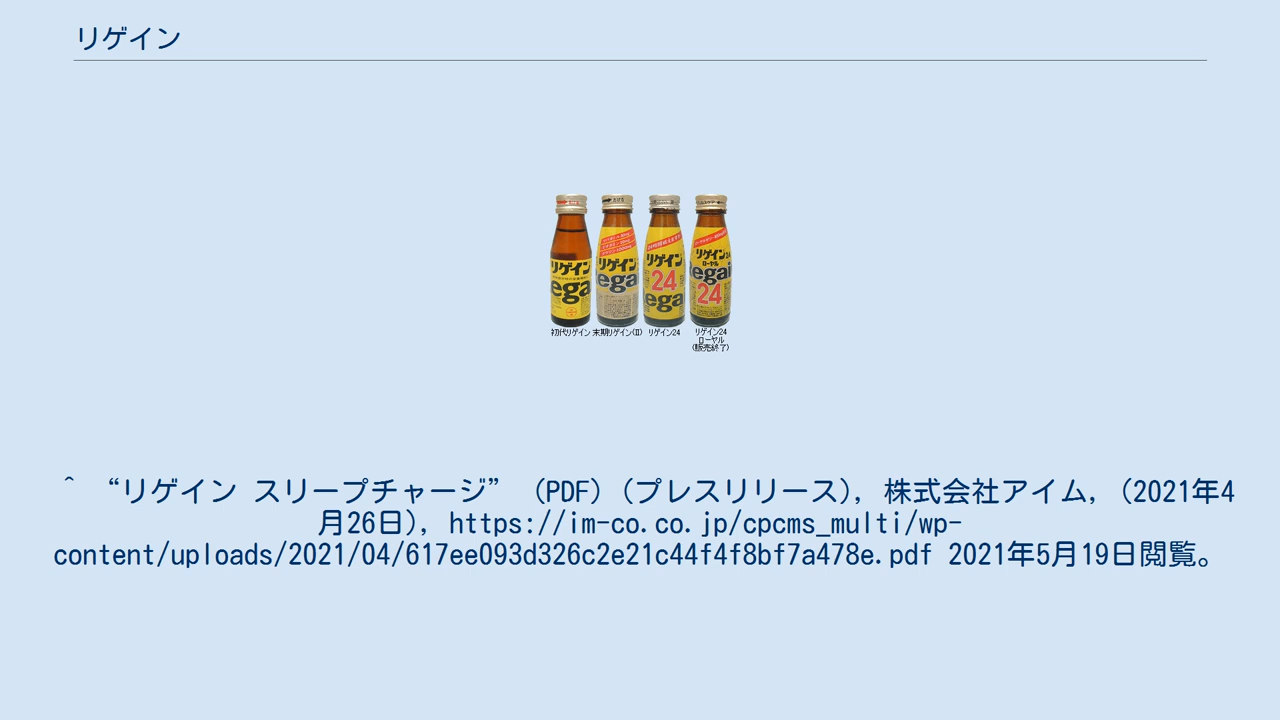 リゲイン
リゲイン
リゲイン
リゲイン
リゲイン24
ega
ega
24
ローヤル
ega
egai
24
初代リゲイン 末期リゲイン(II) リゲイン24 リゲイン24
ローヤル
(販売終了)
^ “リゲイン スリープチャージ” (PDF) (プレスリリース), 株式会社アイム, (2021年4
月26日), https://im-co.co.jp/cpcms_multi/wp-
content/uploads/2021/04/617ee093d326c2e21c44f4f8bf7a478e.pdf 2021年5月19日閲覧。